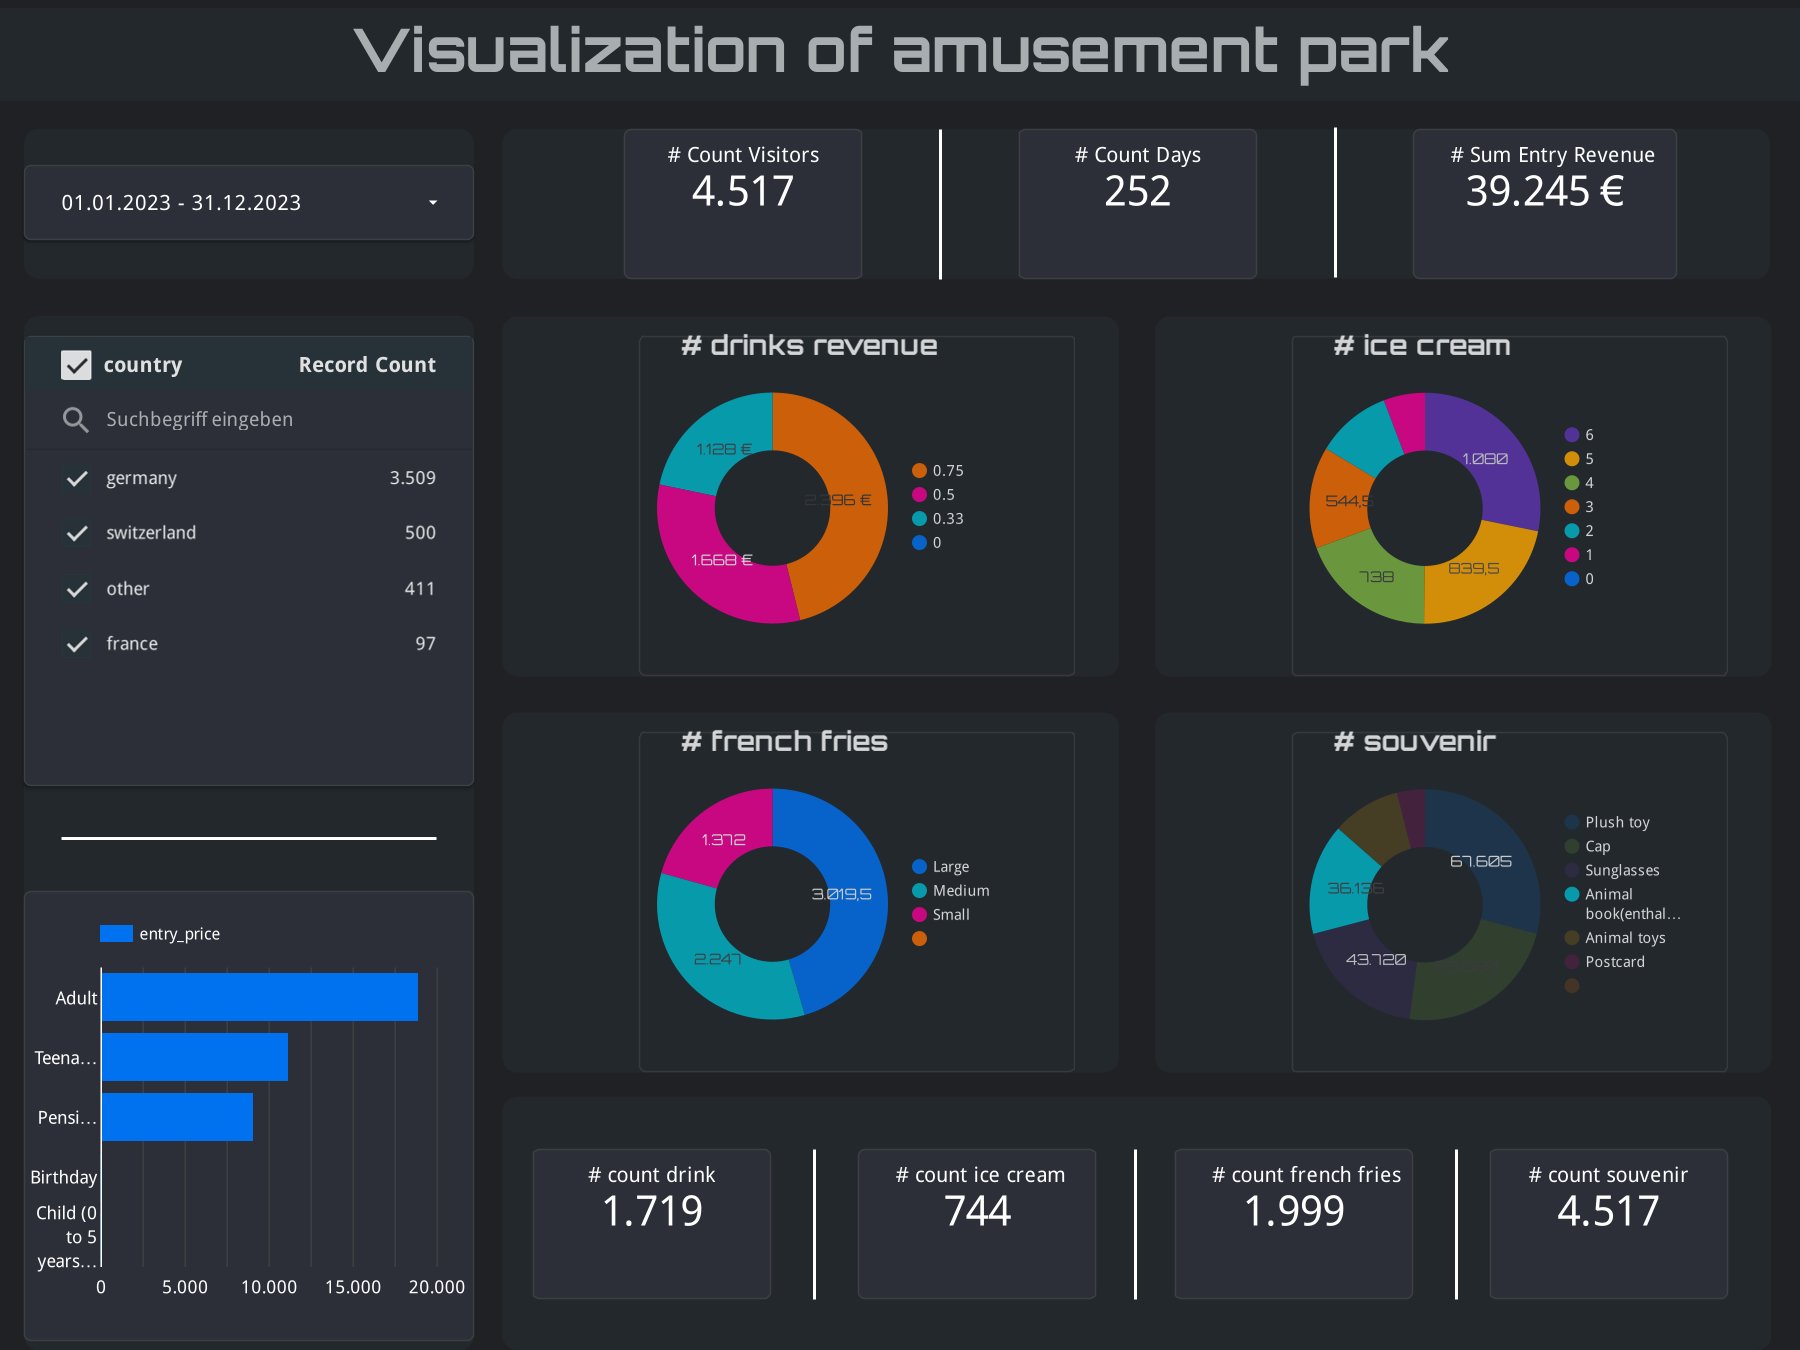 Visualization of amusement park
01.01.2023 - 31.12.2023
# Count Visitors
4.517
# Count Days
252
# Sum Entry Revenue
39.245 €
country Record Count
Suchbegriff eingeben
germany 3.509
switzerland 500
other 411
france 97
# drinks revenue
1.128 €
2.396 €
1.668 €
0.75
0.5
0.33
0
# ice cream
1.080
544,5
839,5
738
6
5
4
3
2
1
0
# french fries
1.372
3.019,5
2.247
Large
Medium
Small
# souvenir
67.605
36.136
43.720
Plush toy
Cap
Sunglasses
Animal
book(enthal...
Animal toys
Postcard
entry_price
Adult
Teena...
Pensi...
Birthday
Child (0
to 5
years...
0 5.000 10.000 15.000 20.000
# count drink
1.719
# count ice cream
744
# count french fries
1.999
# count souvenir
4.517